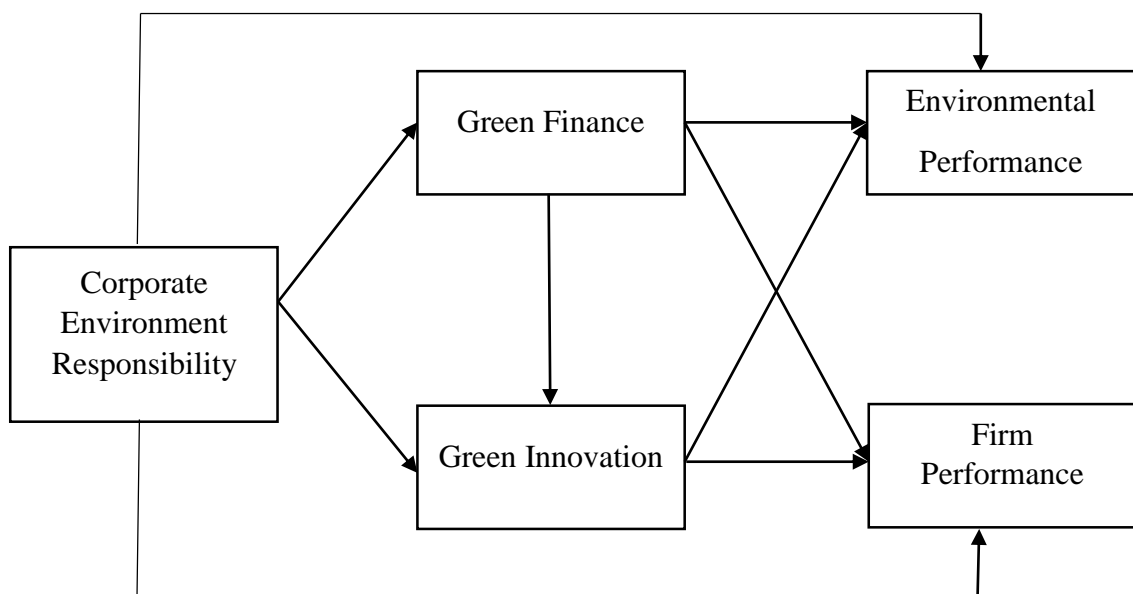 Green Finance
Environmental
Performance
Corporate
Environment
Responsibility
Green Innovation
Firm
Performance